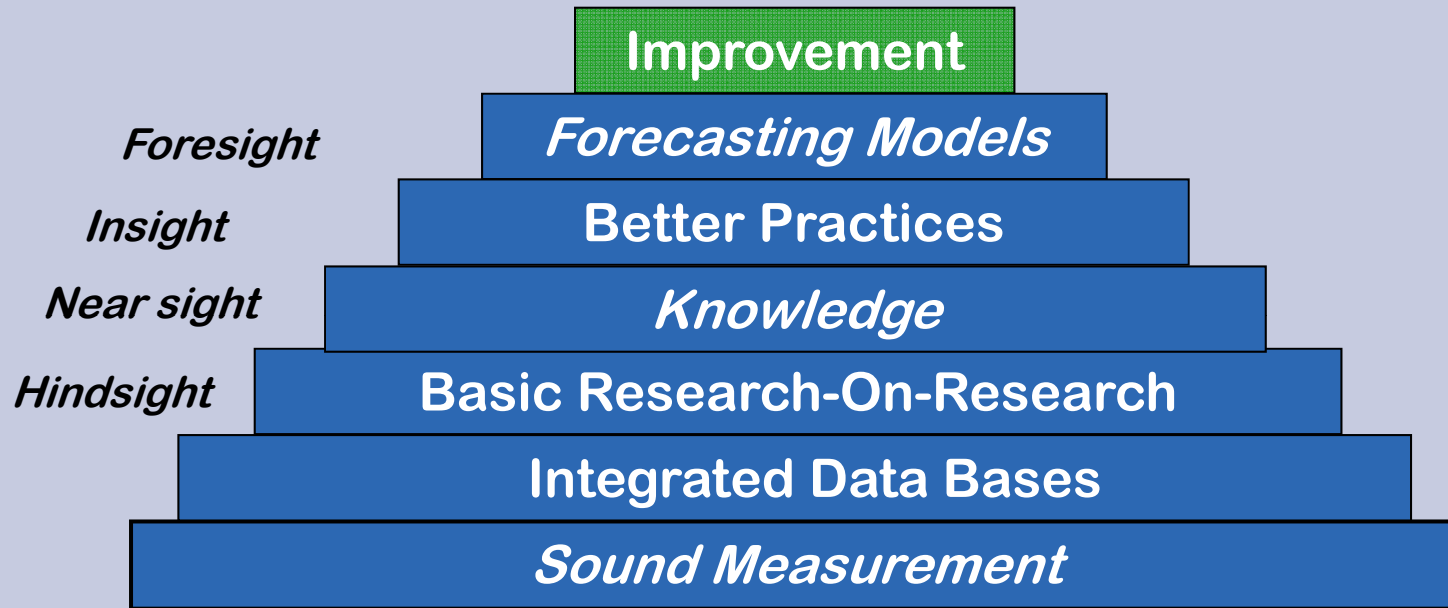 Improvement
Foresight
Forecasting Models
Insight
Better Practices
Near sight
Knowledge
Hindsight
Basic Research-On-Research
Integrated Data Bases
Sound Measurement